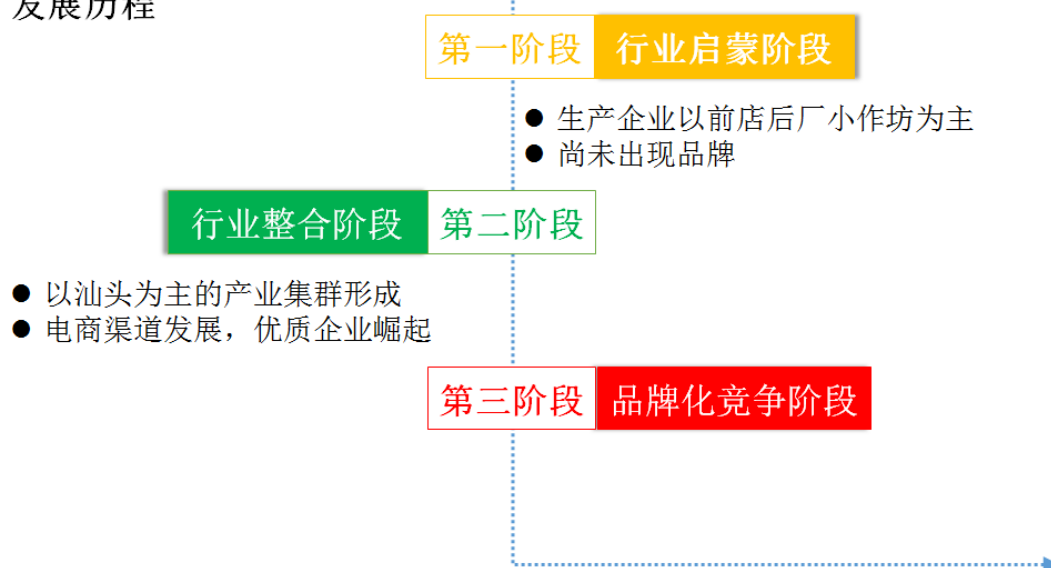 发展历程
第一阶段 行业启蒙阶段
● 生产企业以前店后厂小作坊为主
● 尚未出现品牌
行业整合阶段 第二阶段
● 以汕头为主的产业集群形成
● 电商渠道发展，优质企业崛起
第三阶段 品牌化竞争阶段